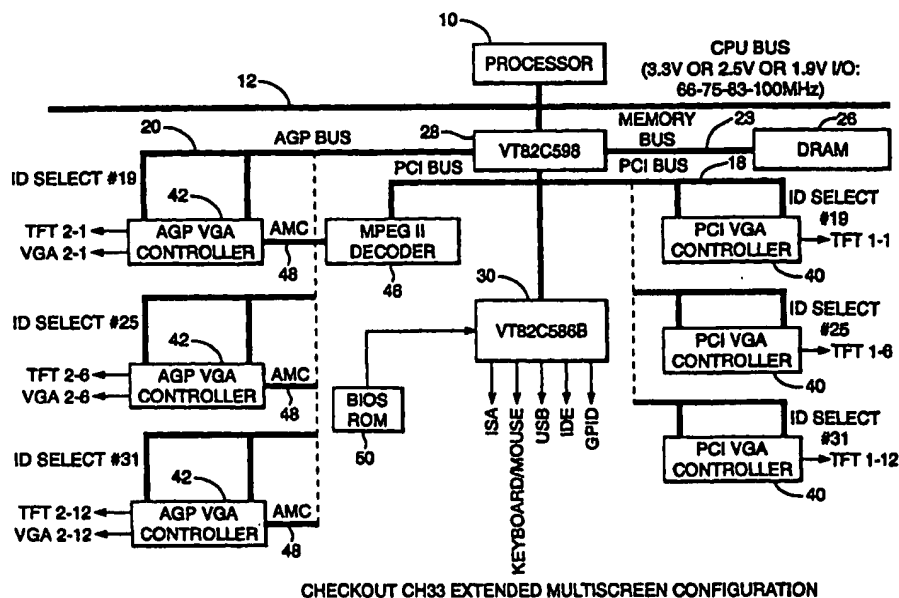 10
PROCESSOR
CPU BUS
(3.3V OR 2.5V OR 1.9V I/O:
66-75-83-100MHz)
12
20
AGP BUS
28
VT82C598
MEMORY
BUS
23
26
DRAM
PCI BUS
PCI BUS
18
ID SELECT #19
42
AGP VGA
CONTROLLER
TFT 2-1
VGA 2-1
AMC
48
MPEG II
DECODER
46
ID SELECT
#19
PCI VGA
CONTROLLER
TFT 1-1
40
30
VT82C586B
ID SELECT #25
42
AGP VGA
CONTROLLER
TFT 2-6
VGA 2-6
AMC
48
BIOS
ROM
50
ISA
KEYBOARD/MOUSE
USB
IDE
GPID
ID SELECT
#25
PCI VGA
CONTROLLER
TFT 1-6
40
ID SELECT #31
42
AGP VGA
CONTROLLER
TFT 2-12
VGA 2-12
AMC
48
ID SELECT
#31
PCI VGA
CONTROLLER
TFT 1-12
40
CHECKOUT CH33 EXTENDED MULTISCREEN CONFIGURATION